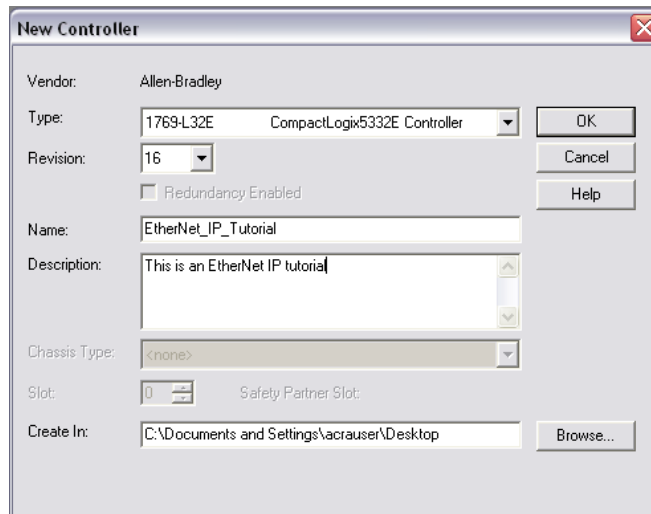 New Controller
Vendor: Allen-Bradley
Type: 1769-L32E CompactLogix5332E Controller OK
Revision: 16 Cancel
Redundancy Enabled Help
Name: EtherNet_IP_Tutorial
Description: This is an EtherNet IP tutorial
Chassis Type: <none>
Slot: 0 Safety Partner Slot:
Create In: C:\Documents and Settings\acrauser\Desktop Browse...